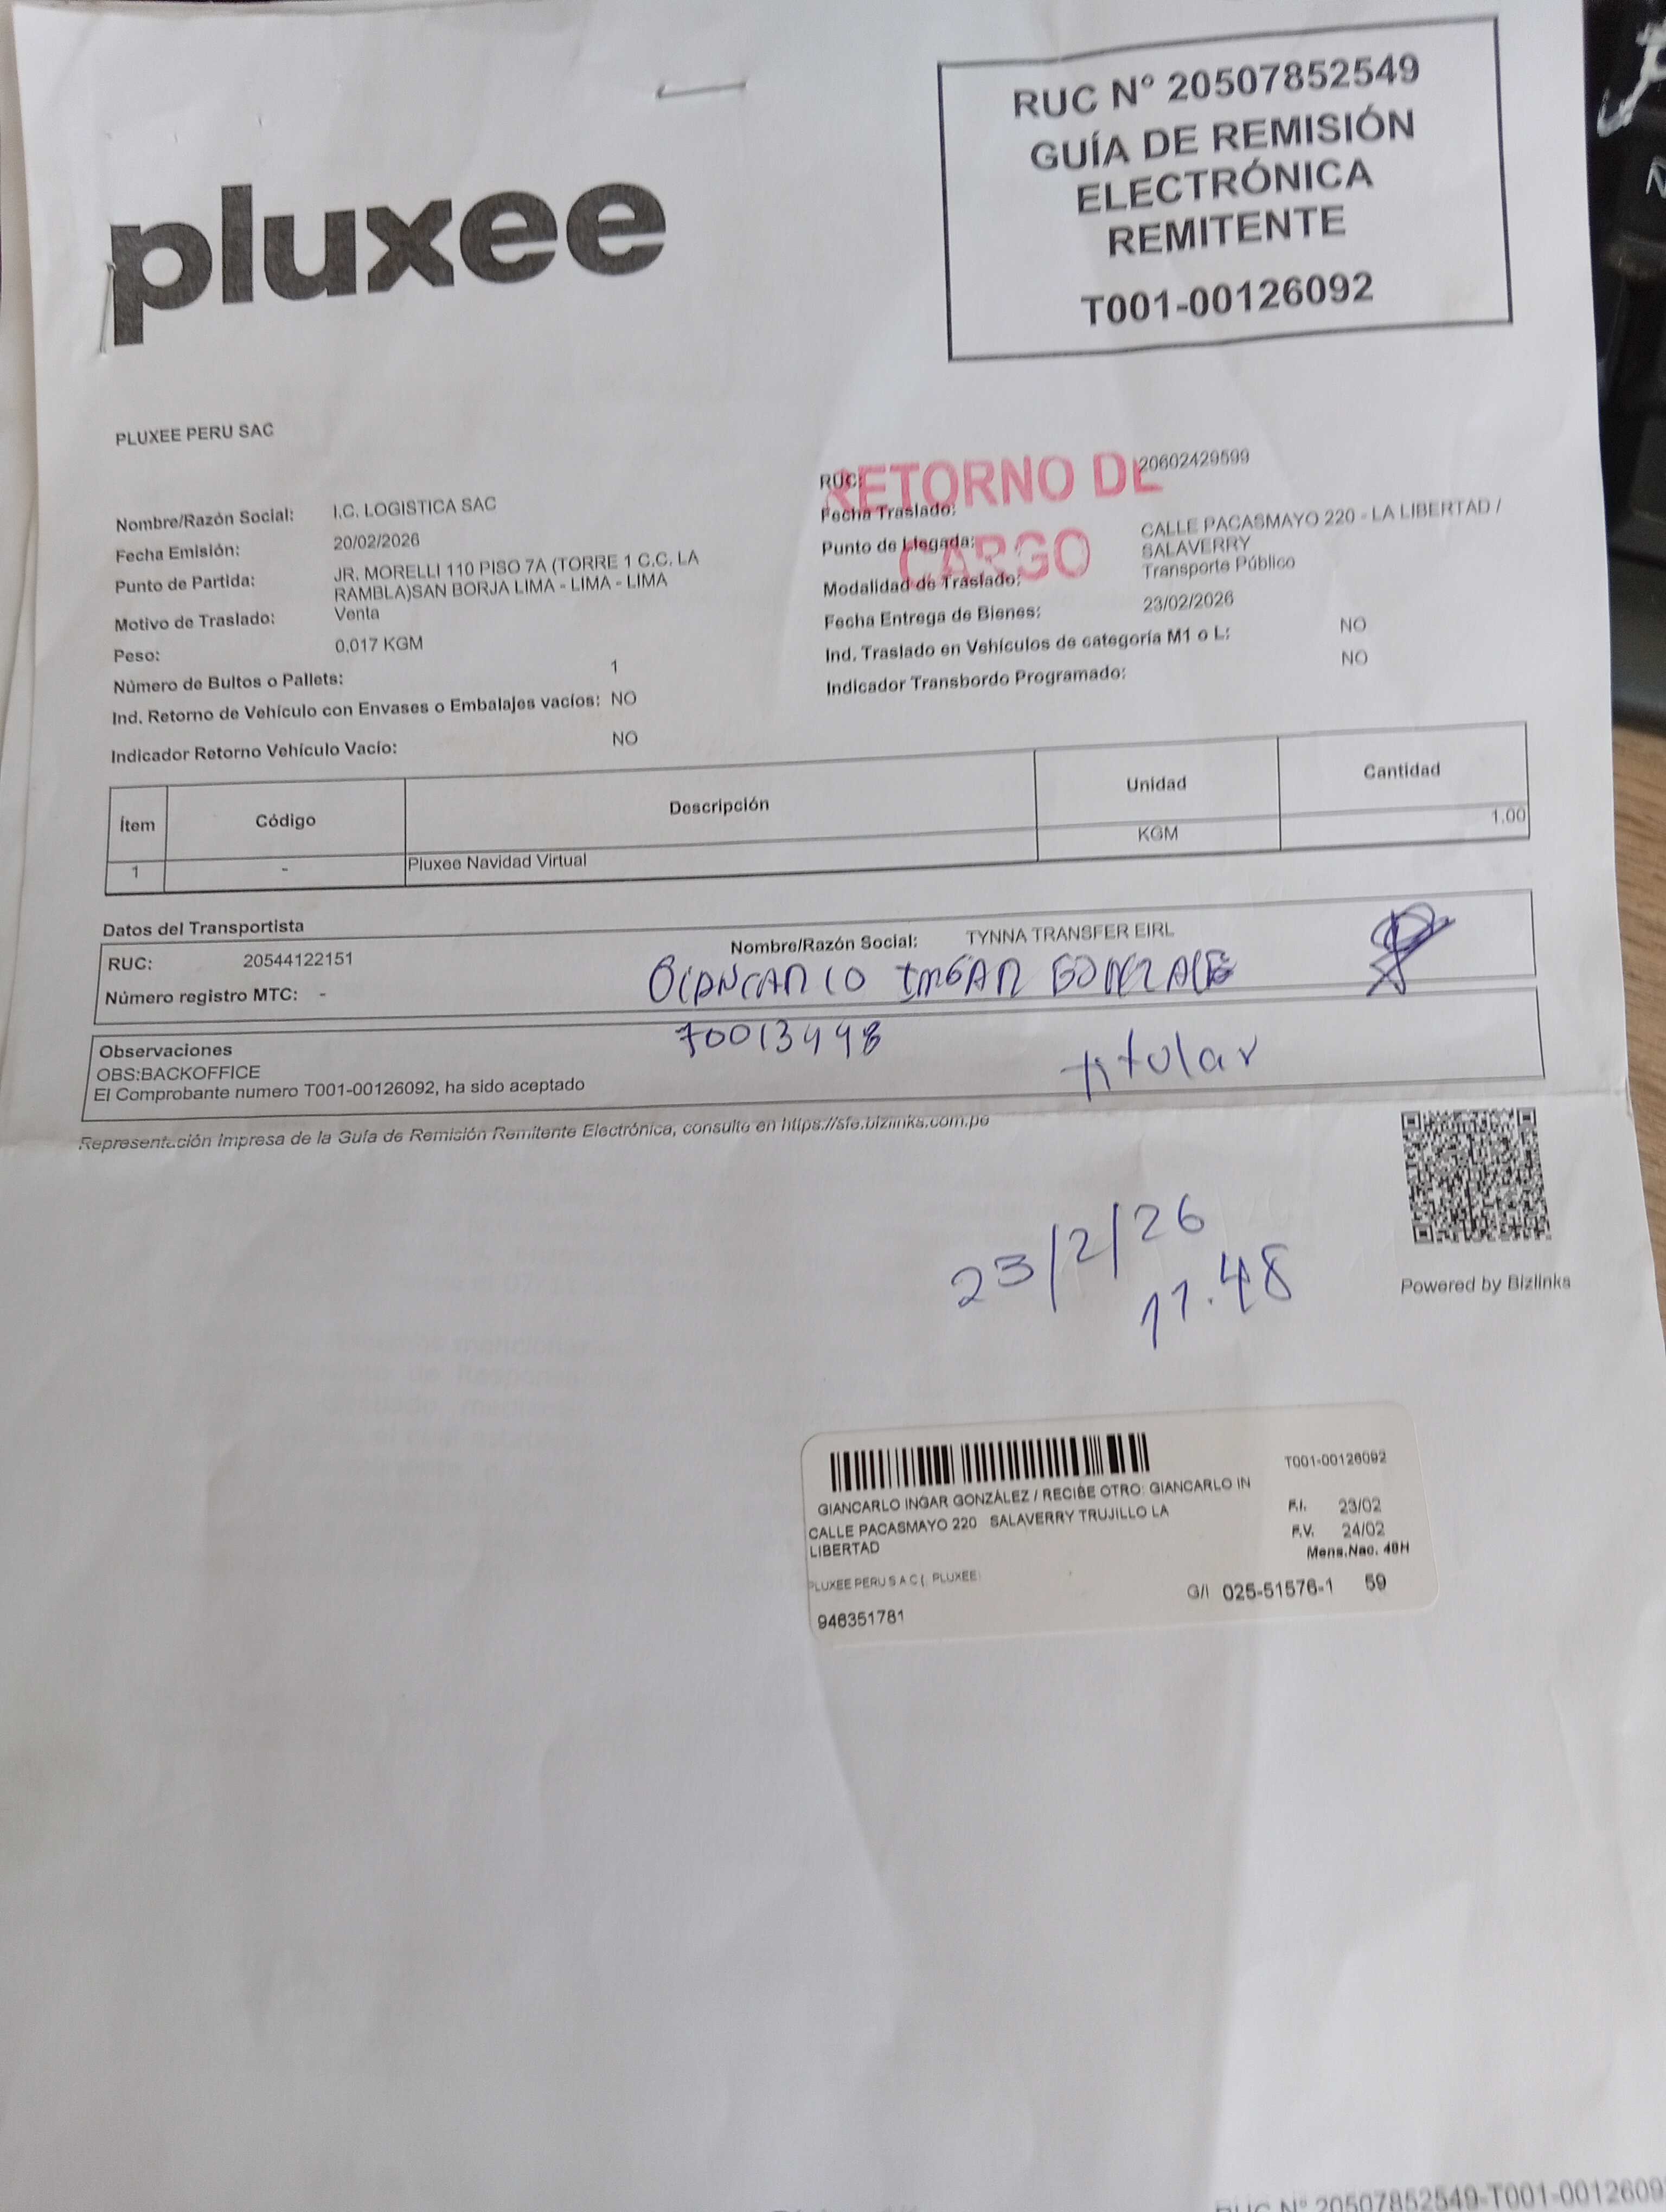 RUC N° 20507852549
GUÍA DE REMISIÓN
ELECTRÓNICA
REMITENTE
T001-00126092
pluxee
PLUXEE PERU SAC
RETORNO DE
CARGO
Nombre/Razón Social: I.C. LOGISTICA SAC
Fecha Emisión: 20/02/2026
Punto de Partida: JR. MORELLI 110 PISO 7A (TORRE 1 C.C. LA
RAMBLA)SAN BORJA LIMA - LIMA - LIMA
Motivo de Traslado: Venta
Peso: 0.017 KGM
Número de Bultos o Pallets: 1
Ind. Retorno de Vehículo con Envases o Embalajes vacíos: NO
Indicador Retorno Vehículo Vacío: NO
RUC: 20602429599
Fecha Traslado:
Punto de Llegada: CALLE PACASMAYO 220 - LA LIBERTAD /
SALAVERRY
Modalidad de Traslado: Transporte Público
Fecha Entrega de Bienes: 23/02/2026
Ind. Traslado en Vehículos de categoría M1 o L: NO
Indicador Transbordo Programado: NO
Ítem Código Descripción Unidad Cantidad
1 - Pluxee Navidad Virtual KGM 1.00
Datos del Transportista
RUC: 20544122151 Nombre/Razón Social: TYNNA TRANSFER EIRL
Número registro MTC: -
70013498
titular
Observaciones
OBS:BACKOFFICE
El Comprobante numero T001-00126092, ha sido aceptado
Representación Impresa de la Guía de Remisión Remitente Electrónica, consulte en https://sfe.bizlinks.com.pe
23/2/26
11.48
Powered by Bizlinks
T001-00126092
GIANCARLO INGAR GONZÁLEZ / RECIBE OTRO: GIANCARLO IN
CALLE PACASMAYO 220 SALAVERRY TRUJILLO LA
LIBERTAD
F.I. 23/02
F.V. 24/02
Mens.Nac. 48H
PLUXEE PERU S A C ( PLUXEE)
G/I 025-51576-1 59
946351781
RUC N° 20507852549-T001-0012609